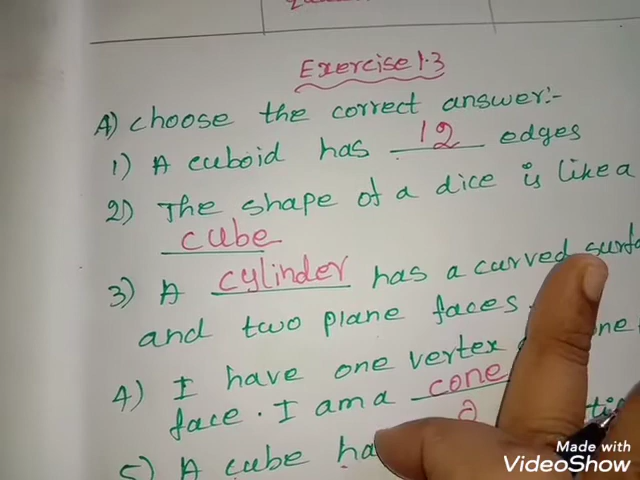 Exercise 1.3
A) choose the correct answer:-
1) A cuboid has 12 edges
2) The shape of a dice is like a
cube
3) A cylinder has a curved
and two plane faces.
4) I have one vertex
face. I am a cone
5) A cube
Made with
VideoShow